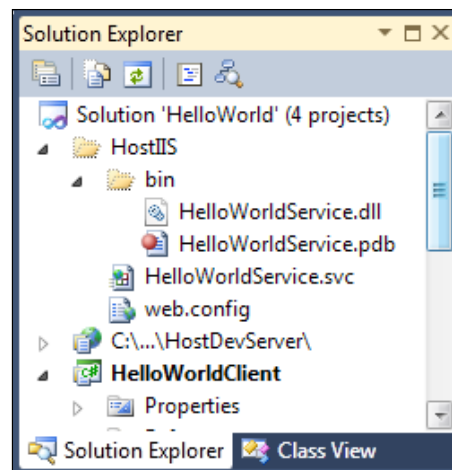 Solution Explorer
Solution 'HelloWorld' (4 projects)
HostIIS
bin
HelloWorldService.dll
HelloWorldService.pdb
HelloWorldService.svc
web.config
C:\...\HostDevServer\
HelloWorldClient
Properties
Solution Explorer Class View